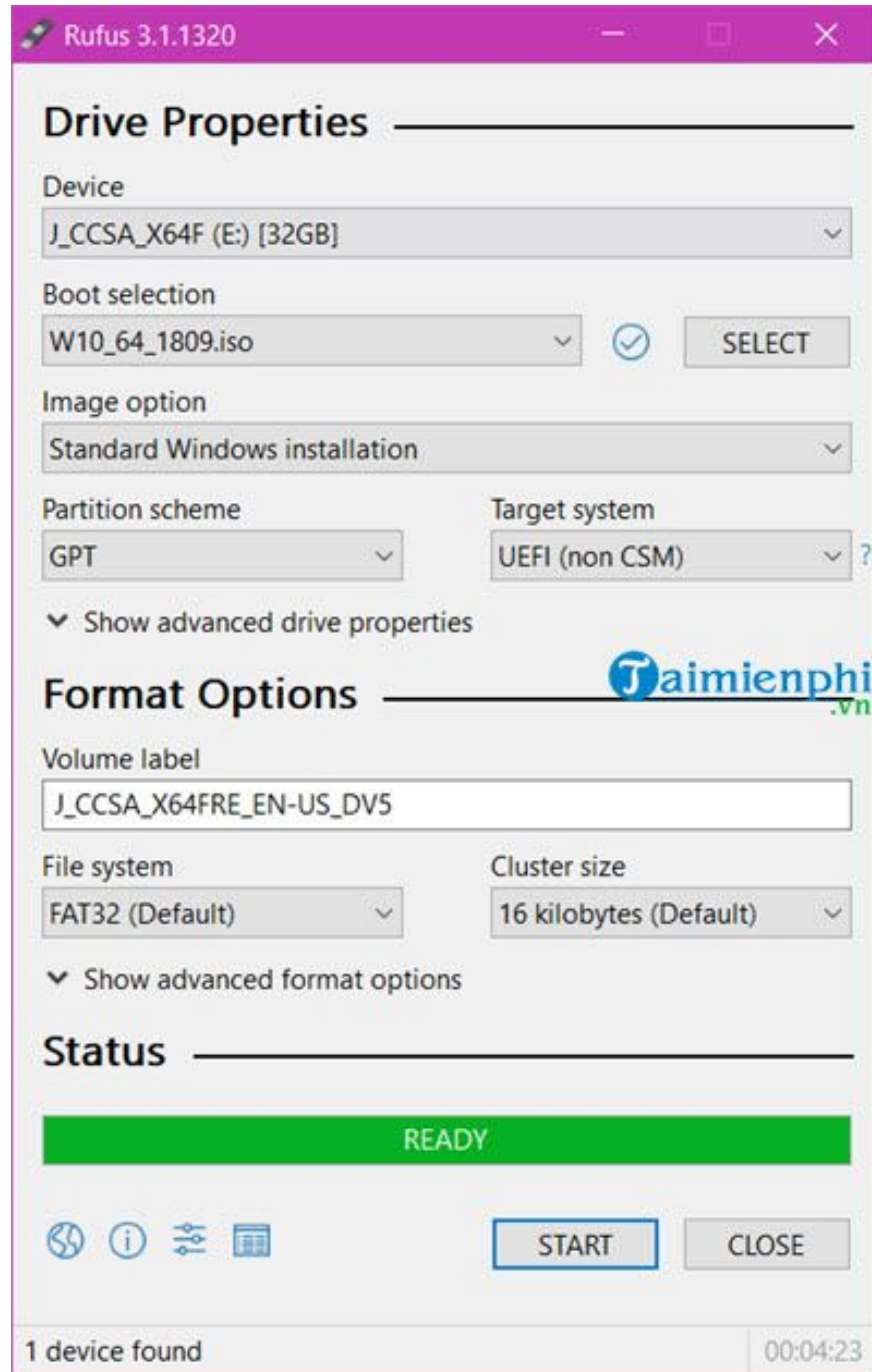 Rufus 3.1.1320
Drive Properties
Device
J_CCSA_X64F (E:) [32GB]
Boot selection
W10_64_1809.iso SELECT
Image option
Standard Windows installation
Partition scheme Target system
GPT UEFI (non CSM) ?
Show advanced drive properties
Taimienphi
.vn
Format Options
Volume label
J_CCSA_X64FRE_EN-US_DV5
File system Cluster size
FAT32 (Default) 16 kilobytes (Default)
Show advanced format options
Status
READY
START CLOSE
1 device found 00:04:23